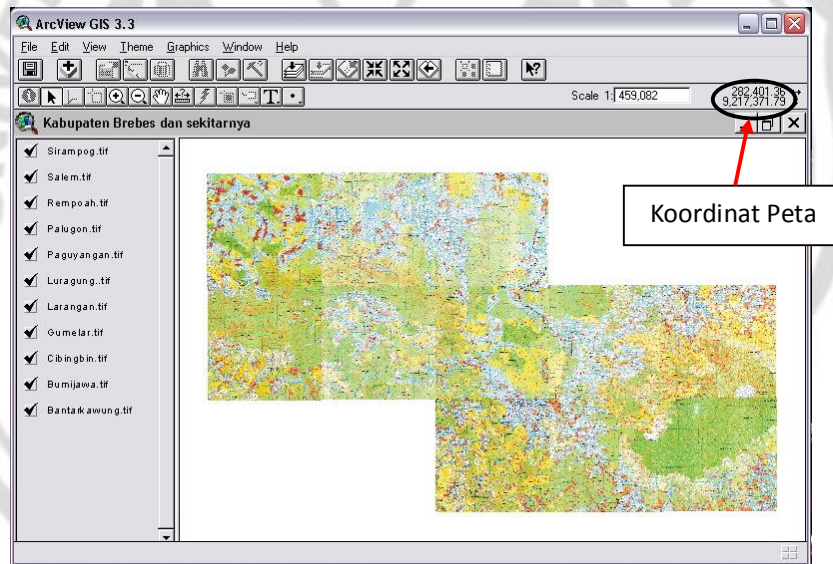 ArcView GIS 3.3
File Edit View Theme Graphics Window Help
Scale 1: 459,082
282,401.36
9,217,371.79
Kabupaten Brebes dan sekitarnya
Koordinat Peta
Sirampog.tif
Salem.tif
Rempoah.tif
Palugon.tif
Paguyangan.tif
Luragung..tif
Larangan.tif
Gumelar.tif
Cibingbin.tif
Bumijawa.tif
Bantarkawung.tif